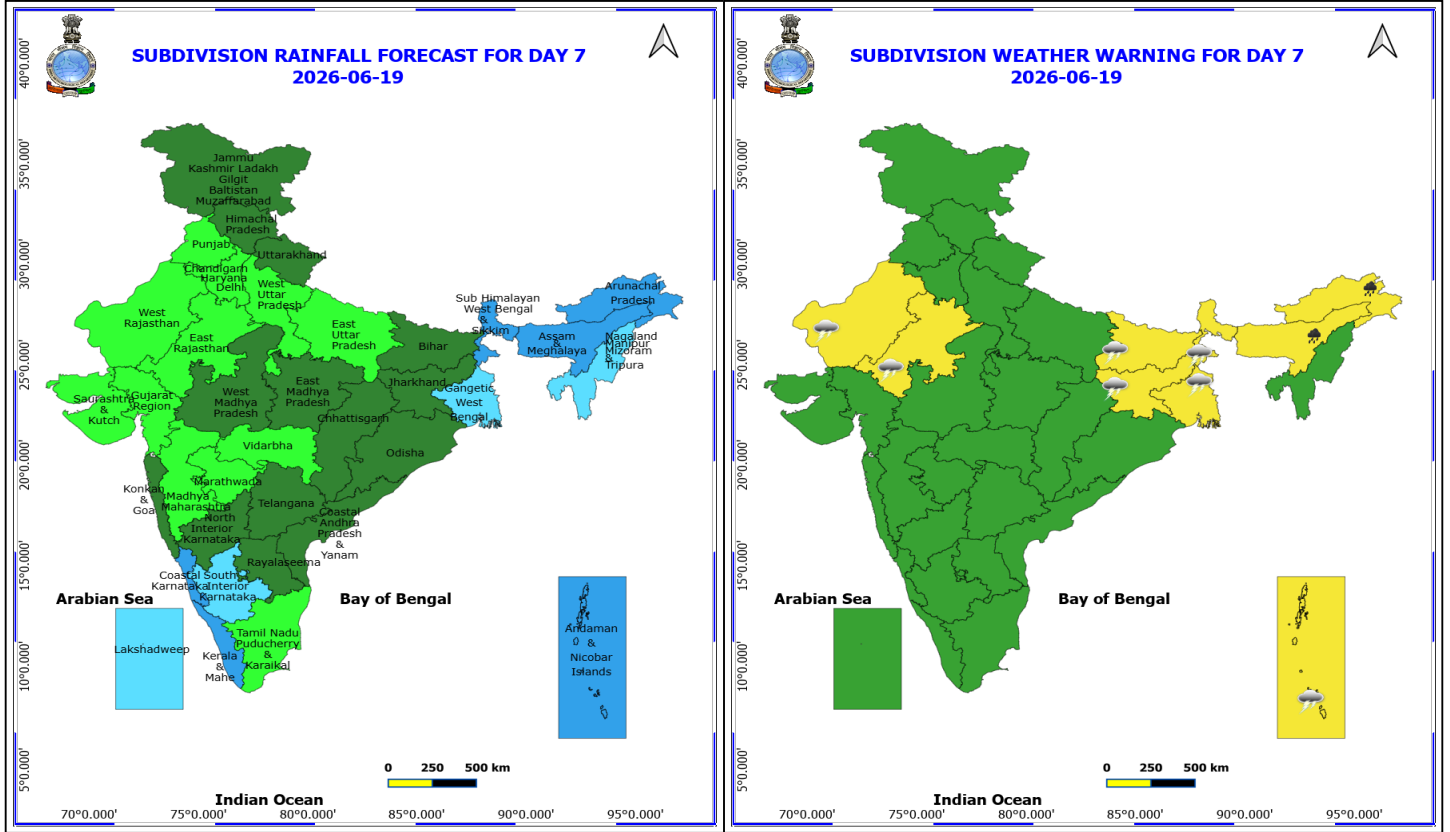 SUBDIVISION RAINFALL FORECAST FOR DAY 7
2026-06-19
40°0.000'
35°0.000'
30°0.000'
25°0.000'
20°0.000'
15°0.000'
10°0.000'
5°0.000'
Jammu
Kashmir Ladakh
Gilgit
Baltistan
Muzaffarabad
Himachal
Pradesh
Uttarakhand
Punjab
Chandigarh
Haryana
Delhi
West
Uttar
Pradesh
West
Rajasthan
East
Rajasthan
East
Uttar
Pradesh
Sub Himalayan
West Bengal
&
Sikkim
Arunachal
Pradesh
Assam
&
Meghalaya
Nagaland
Manipur
Mizoram
&
Tripura
Bihar
Jharkhand
Gangetic
West
Bengal
Saurashtra
&
Kutch
Gujarat
Region
West
Madhya
Pradesh
East
Madhya
Pradesh
Chhattisgarh
Odisha
Vidarbha
Marathwada
Madhya
Maharashtra
Konkan
&
Goa
Telangana
North
Interior
Karnataka
Coastal
Andhra
Pradesh
&
Yanam
Rayalaseema
Coastal
Karnataka
South
Interior
Karnataka
Arabian Sea
Bay of Bengal
Lakshadweep
Kerala
&
Mahe
Tamil Nadu
Puducherry
&
Karaikal
Andaman
&
Nicobar
Islands
0 250 500 km
Indian Ocean
70°0.000' 75°0.000' 80°0.000' 85°0.000' 90°0.000' 95°0.000'
SUBDIVISION WEATHER WARNING FOR DAY 7
2026-06-19
40°0.000'
35°0.000'
30°0.000'
25°0.000'
20°0.000'
15°0.000'
10°0.000'
5°0.000'
Arabian Sea
Bay of Bengal
0 250 500 km
Indian Ocean
70°0.000' 75°0.000' 80°0.000' 85°0.000' 90°0.000' 95°0.000'